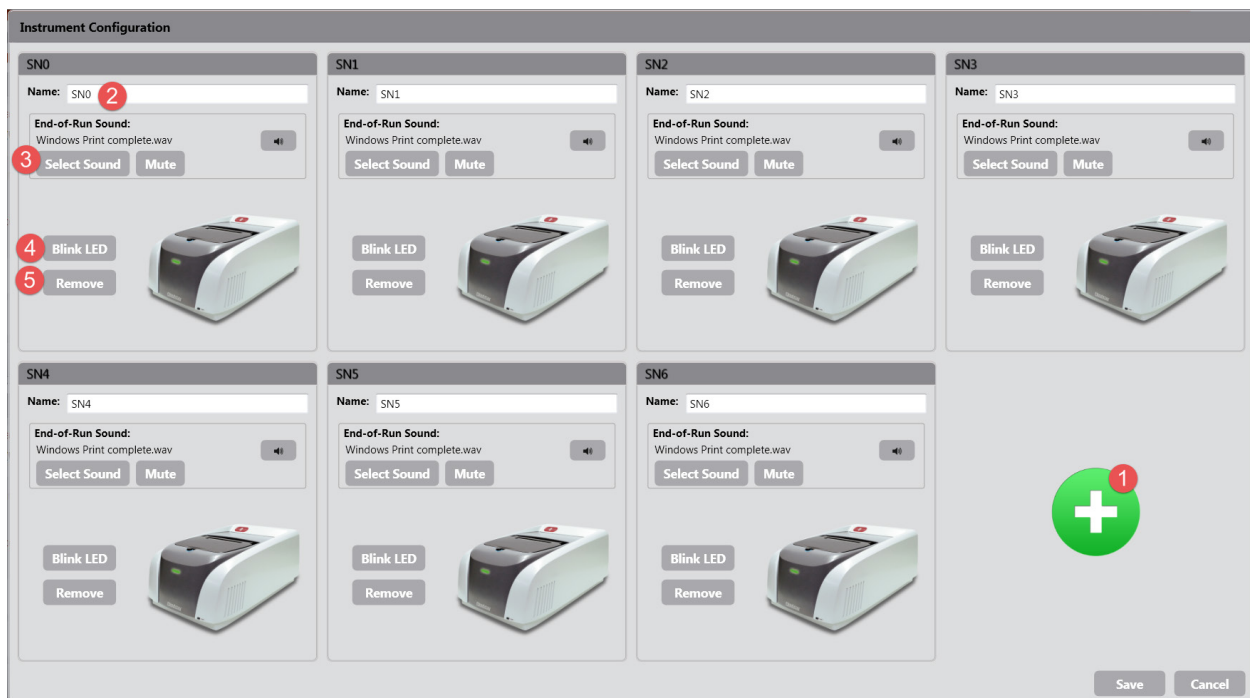 Instrument Configuration
SN0
Name: SN0 2
End-of-Run Sound:
Windows Print complete.wav
3 Select Sound Mute
4 Blink LED
5 Remove
SN1
Name: SN1
End-of-Run Sound:
Windows Print complete.wav
Select Sound Mute
Blink LED
Remove
SN2
Name: SN2
End-of-Run Sound:
Windows Print complete.wav
Select Sound Mute
Blink LED
Remove
SN3
Name: SN3
End-of-Run Sound:
Windows Print complete.wav
Select Sound Mute
Blink LED
Remove
SN4
Name: SN4
End-of-Run Sound:
Windows Print complete.wav
Select Sound Mute
Blink LED
Remove
SN5
Name: SN5
End-of-Run Sound:
Windows Print complete.wav
Select Sound Mute
Blink LED
Remove
SN6
Name: SN6
End-of-Run Sound:
Windows Print complete.wav
Select Sound Mute
Blink LED
Remove
1
Save Cancel